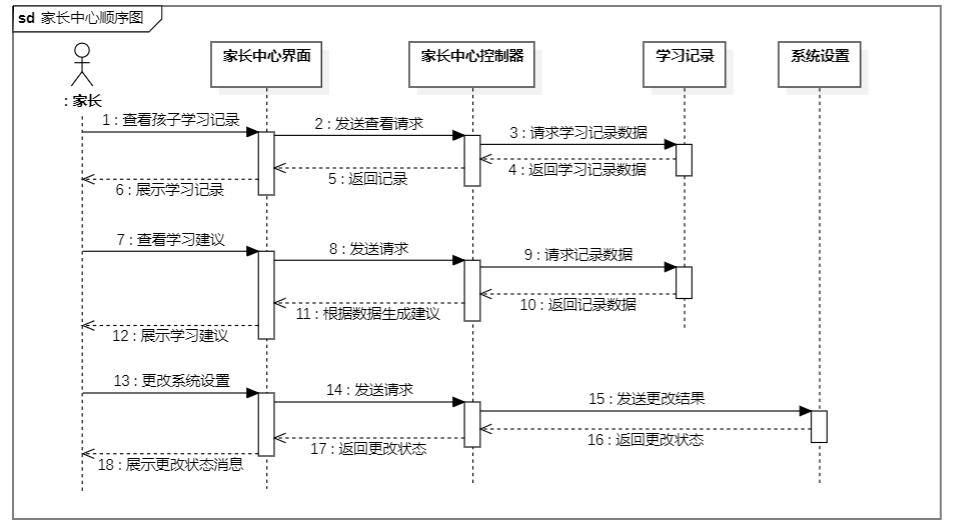 sd 家长中心顺序图
家长中心界面
家长中心控制器
学习记录
系统设置
: 家长
1 : 查看孩子学习记录
2 : 发送查看请求
3 : 请求学习记录数据
4 : 返回学习记录数据
5 : 返回记录
6 : 展示学习记录
7 : 查看学习建议
8 : 发送请求
9 : 请求记录数据
10 : 返回记录数据
11 : 根据数据生成建议
12 : 展示学习建议
13 : 更改系统设置
14 : 发送请求
15 : 发送更改结果
16 : 返回更改状态
17 : 返回更改状态
18 : 展示更改状态消息